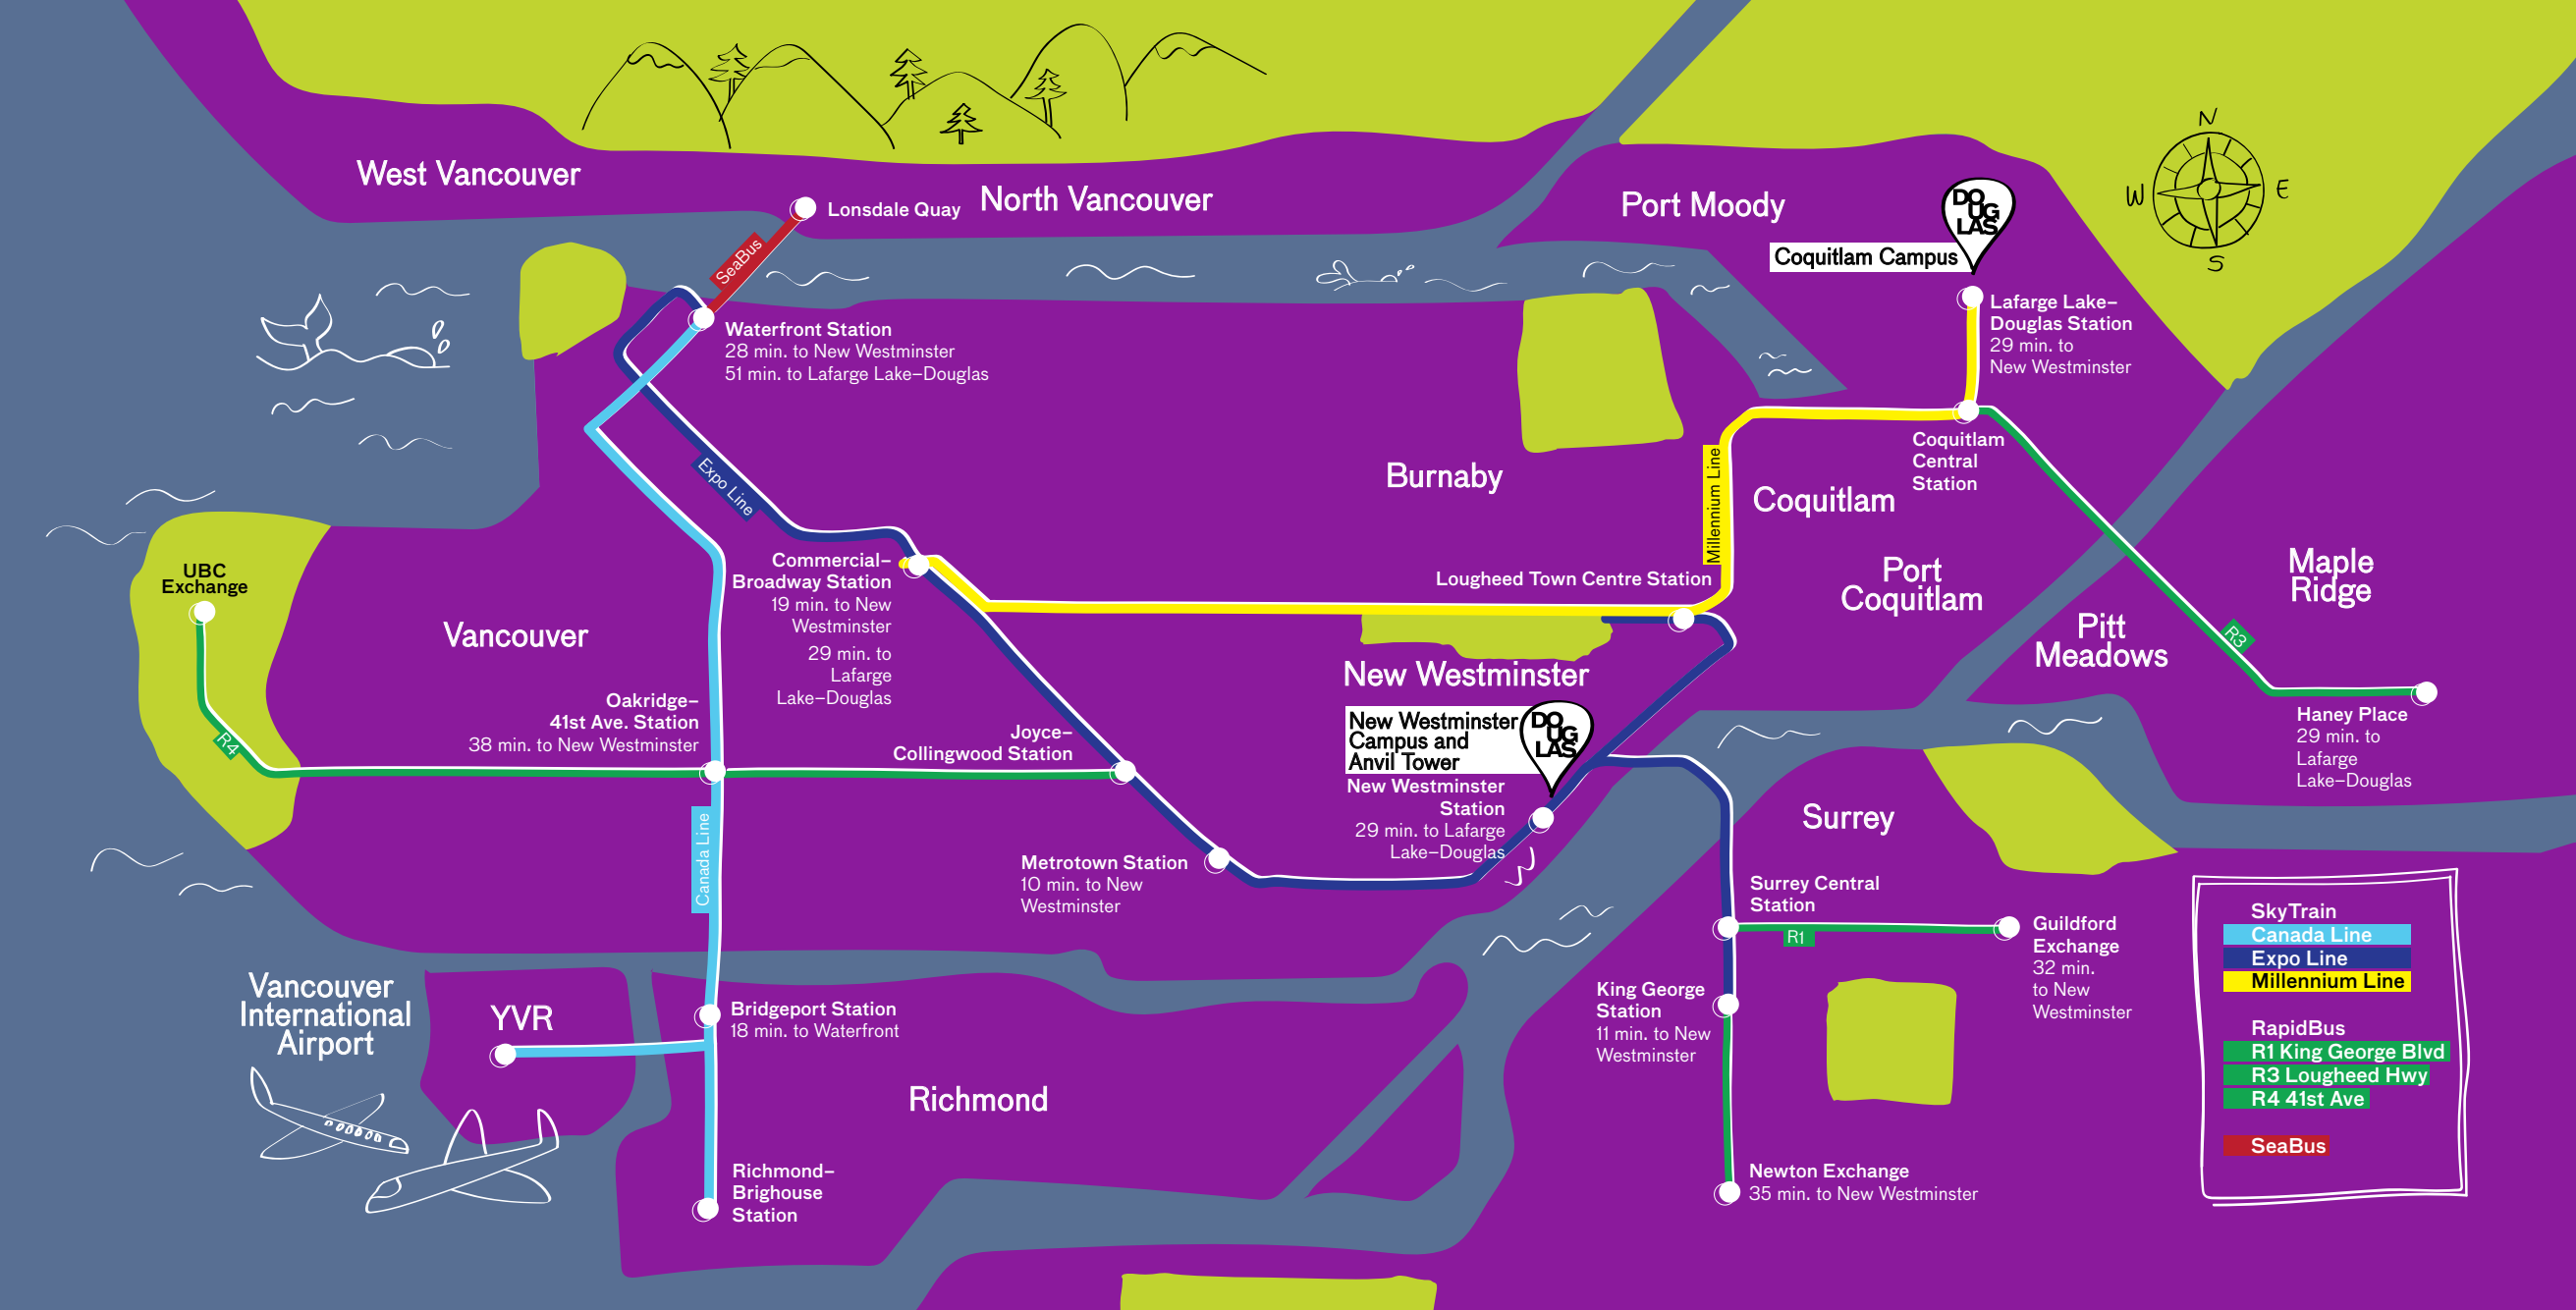 West Vancouver
North Vancouver
Lonsdale Quay
SeaBus
Port Moody
DO
UG
LAS
Coquitlam Campus
N
W
E
S
Waterfront Station
28 min. to New Westminster
51 min. to Lafarge Lake–Douglas
Lafarge Lake–
Douglas Station
29 min. to
New Westminster
Expo Line
Burnaby
Millennium Line
Coquitlam
Central
Station
Coquitlam
Commercial–
Broadway Station
19 min. to New
Westminster
29 min. to
Lafarge
Lake–Douglas
Lougheed Town Centre Station
Port
Coquitlam
Maple
Ridge
UBC
Exchange
Vancouver
Pitt
Meadows
R3
New Westminster
R4
Oakridge–
41st Ave. Station
38 min. to New Westminster
Joyce–
Collingwood Station
New Westminster
Campus and
Anvil Tower
DO
UG
LAS
New Westminster
Station
29 min. to Lafarge
Lake–Douglas
Haney Place
29 min. to
Lafarge
Lake–Douglas
Surrey
Canada Line
Metrotown Station
10 min. to New
Westminster
Surrey Central
Station
R1
Guildford
Exchange
32 min.
to New
Westminster
Vancouver
International
Airport
YVR
Bridgeport Station
18 min. to Waterfront
King George
Station
11 min. to New
Westminster
Richmond
Richmond–
Brighouse
Station
Newton Exchange
35 min. to New Westminster
SkyTrain
Canada Line
Expo Line
Millennium Line
RapidBus
R1 King George Blvd
R3 Lougheed Hwy
R4 41st Ave
SeaBus